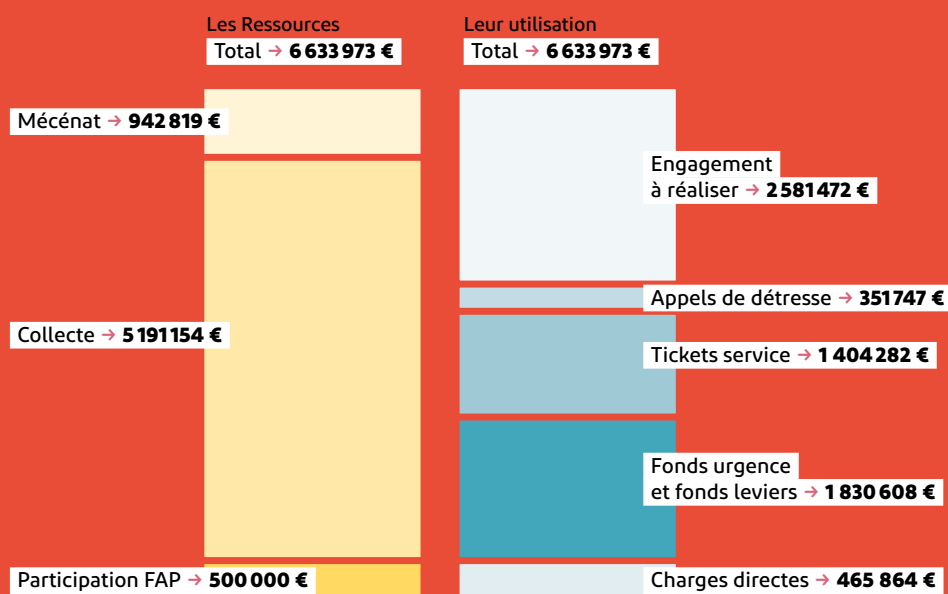 Les Ressources
Total → 6 633 973 €
Mécénat → 942 819 €
Collecte → 5 191 154 €
Participation FAP → 500 000 €
Leur utilisation
Total → 6 633 973 €
Engagement
à réaliser → 2 581 472 €
Appels de détresse → 351 747 €
Tickets service → 1 404 282 €
Fonds urgence
et fonds leviers → 1 830 608 €
Charges directes → 465 864 €